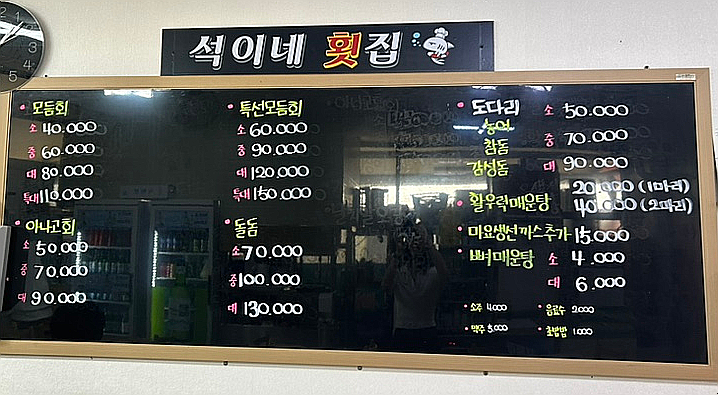 석이네 횟집
• 모듬회
소 40.000
중 60.000
대 80.000
특대 110.000
• 아나고회
소 50.000
중 70.000
대 90.000
• 특선모듬회
소 60.000
중 90.000
대 120.000
특대 150.000
• 돌돔
소 70.000
중 100.000
대 130.000
• 도다리 소 50.000
농어 중 70.000
참돔
감성돔 대 90.000
20.000 (1마리)
• 활우럭매운탕 40.000 (2마리)
• 미요생선까스추가 15.000
• 뼈매운탕 소 4.000
대 6.000
• 소주 4.000 • 음료수 2.000
• 맥주 5.000 • 초밥밥 1.000